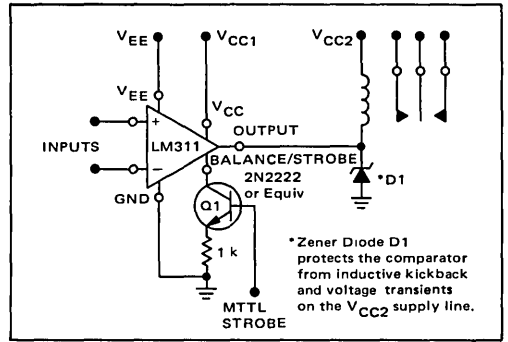 VEE
VCC1
VCC2
VEE
VCC
+
LM311
OUTPUT
INPUTS
−
BALANCE/STROBE
2N2222
or Equiv
GND
Q1
*D1
1 k
MTTL
STROBE
*Zener Diode D1
protects the comparator
from inductive kickback
and voltage transients
on the VCC2 supply line.